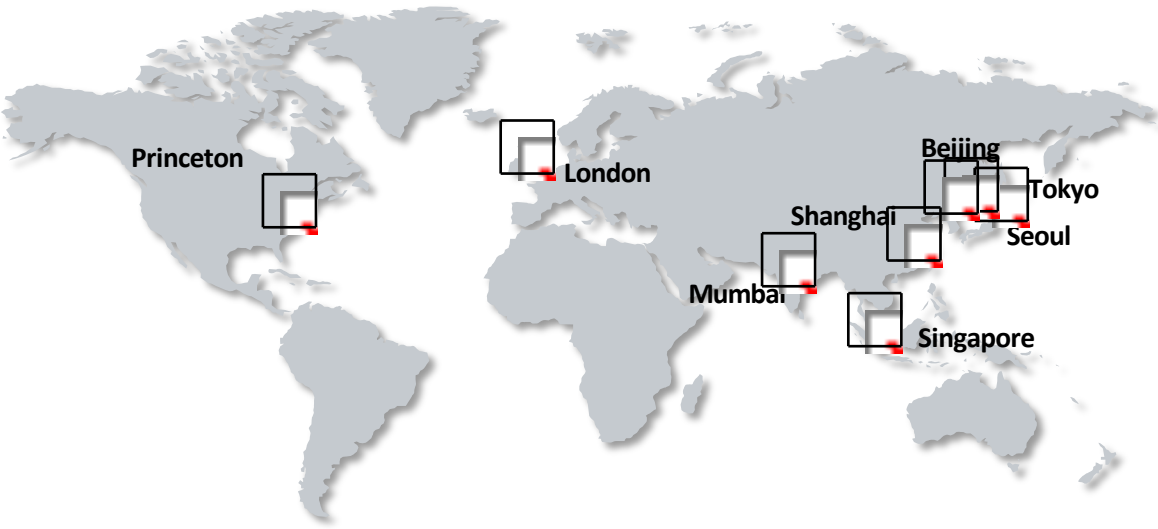 Beijing
Princeton
London
Tokyo
Shanghai
Seoul
Mumbai
Singapore